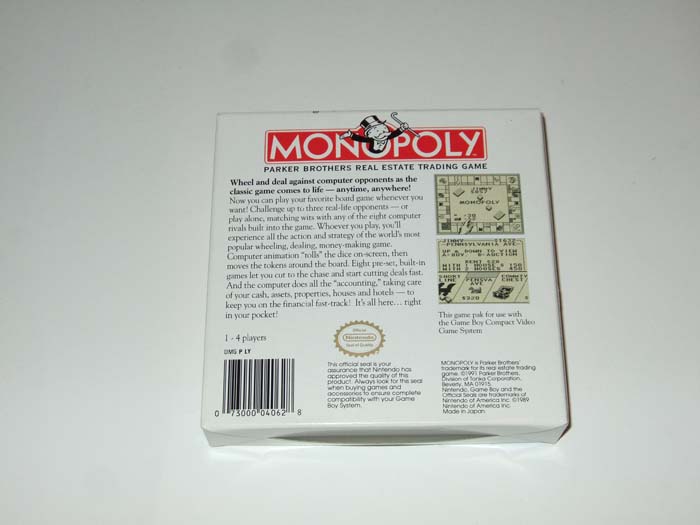 MONOPOLY
PARKER BROTHERS REAL ESTATE TRADING GAME
Wheel and deal against computer opponents as the
classic game comes to life — anytime, anywhere!
Now you can play your favorite board game whenever you
want! Challenge up to three real-life opponents — or
play alone, matching wits with any of the eight computer
rivals built into the game. Whoever you play, you'll
experience all the action and strategy of the world's most
popular wheeling, dealing, money-making game.
Computer animation "rolls" the dice on-screen, then
moves the tokens around the board. Eight pre-set, built-in
games let you cut to the chase and start cutting deals fast.
And the computer does all the "accounting," taking care
of your cash, assets, properties, houses and hotels — to
keep you on the financial fast-track! It's all here... right
in your pocket!
1 - 4 players
DMG P LY
0 73000 04062 8
Official
Nintendo
Seal of Quality
This official seal is your
assurance that Nintendo has
approved the quality of this
product. Always look for this seal
when buying games and
accessories to ensure complete
compatibility with your Game
Boy System.
MONOPOLY
PENNSYLVANIA AVE
This game pak for use with
the Game Boy Compact Video
Game System
MONOPOLY is Parker Brothers'
trademark for its real estate trading
game. ©1991 Parker Brothers,
Division of Tonka Corporation,
Beverly, MA 01915
Nintendo, Game Boy and the
Official Seals are trademarks of
Nintendo of America Inc. ©1989
Nintendo of America Inc.
Made in Japan